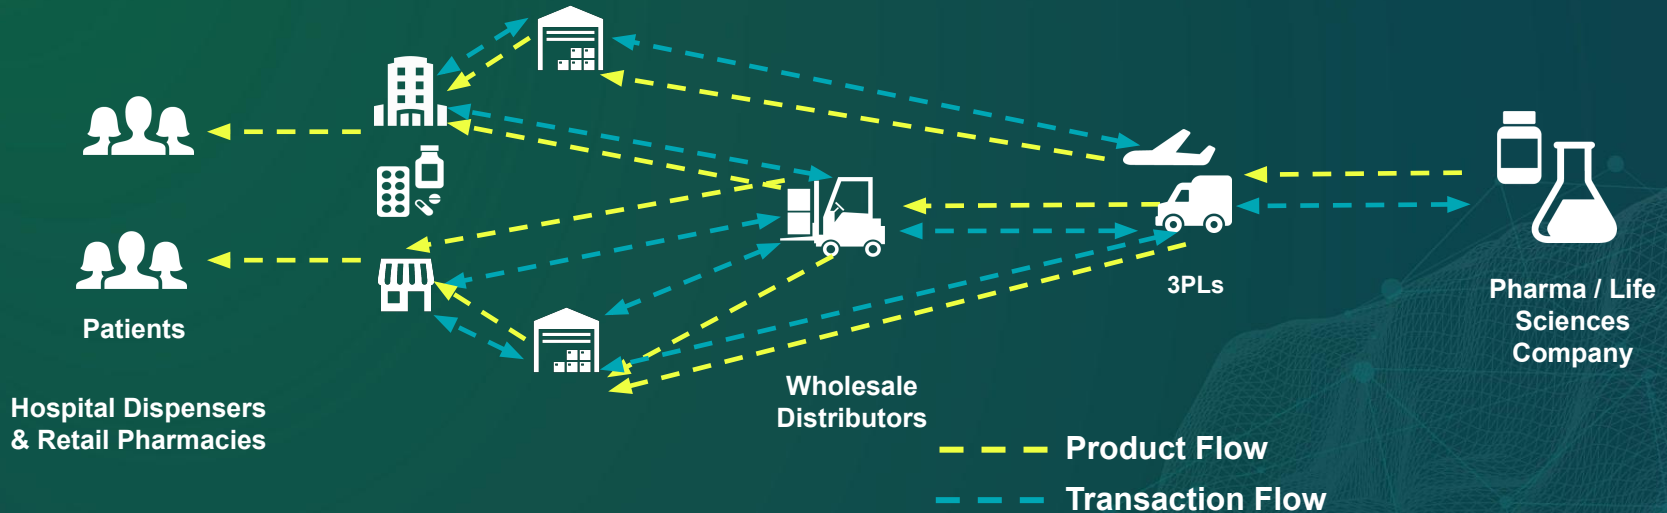 Patients
Hospital Dispensers
& Retail Pharmacies
Wholesale
Distributors
3PLs
Pharma / Life
Sciences
Company
Product Flow
Transaction Flow